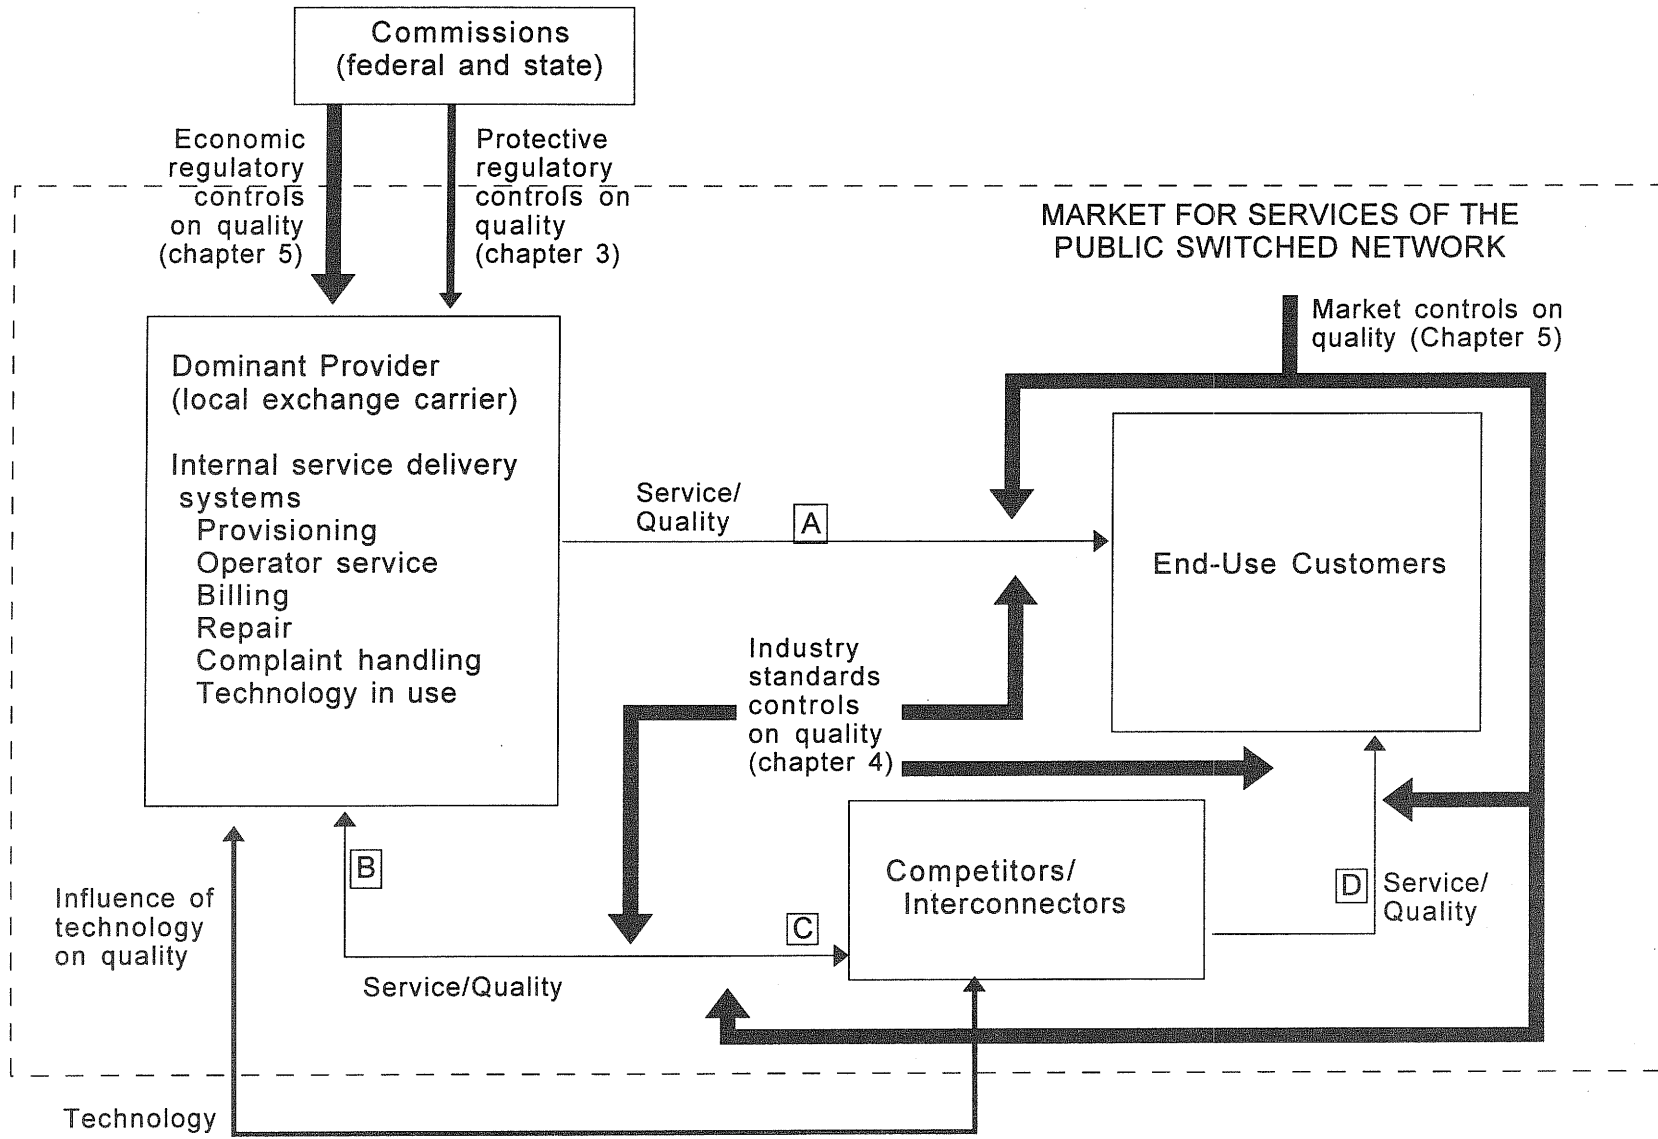 Commissions
(federal and state)
Economic
regulatory
controls
on quality
(chapter 5)
Protective
regulatory
controls on
quality
(chapter 3)
MARKET FOR SERVICES OF THE
PUBLIC SWITCHED NETWORK
Market controls on
quality (Chapter 5)
Dominant Provider
(local exchange carrier)
Internal service delivery
systems
Provisioning
Operator service
Billing
Repair
Complaint handling
Technology in use
Service/
Quality
A
End-Use Customers
Industry
standards
controls
on quality
(chapter 4)
B
Influence of
technology
on quality
C
Service/Quality
Competitors/
Interconnectors
D
Service/
Quality
Technology